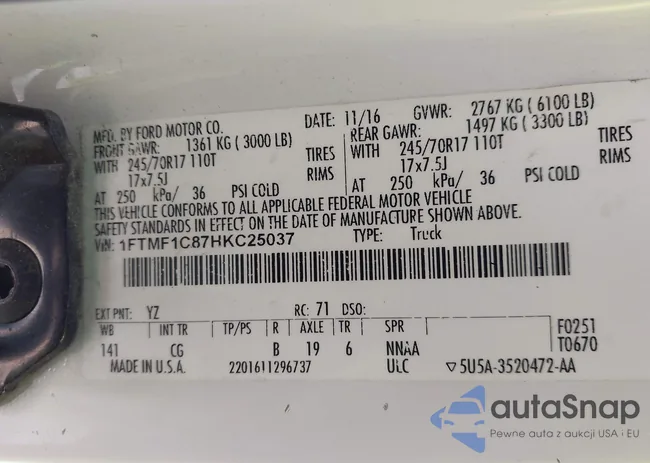 MFD. BY FORD MOTOR CO. DATE: 11/16 GVWR: 2767 KG ( 6100 LB)
FRONT GAWR: 1361 KG ( 3000 LB) REAR GAWR: 1497 KG ( 3300 LB)
WITH 245/70R17 110T TIRES WITH 245/70R17 110T TIRES
17x7.5J RIMS 17x7.5J RIMS
AT 250 kPa/ 36 PSI COLD AT 250 kPa/ 36 PSI COLD
THIS VEHICLE CONFORMS TO ALL APPLICABLE FEDERAL MOTOR VEHICLE
SAFETY STANDARDS IN EFFECT ON THE DATE OF MANUFACTURE SHOWN ABOVE.
VIN: 1FTMF1C87HKC25037 TYPE: Truck
EXT PNT: YZ RC: 71 DSO:
WB INT TR TP/PS R AXLE TR SPR F0251
141 CG B 19 6 NNAA T0670
MADE IN U.S.A. 2201611296737 ULC ▽5U5A-3520472-AA
autaSnap
Pewne auta z aukcji USA i EU